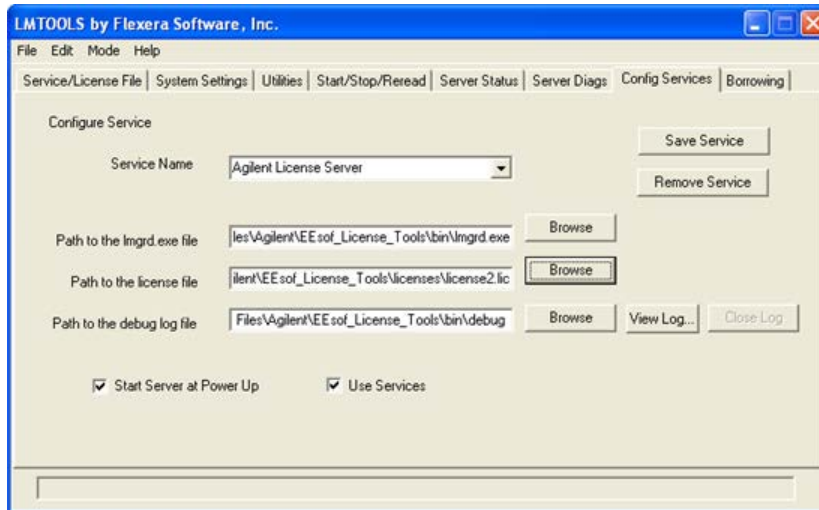 LMTOOLS by Flexera Software, Inc.
File Edit Mode Help
Service/License File System Settings Utilities Start/Stop/Reread Server Status Server Diags Config Services Borrowing
Configure Service
Save Service
Service Name Agilent License Server
Remove Service
Path to the lmgrd.exe file les\Agilent\EEsof_License_Tools\bin\lmgrd.exe Browse
Path to the license file ilent\EEsof_License_Tools\licenses\license2.lic Browse
Path to the debug log file Files\Agilent\EEsof_License_Tools\bin\debug Browse View Log... Close Log
Start Server at Power Up Use Services